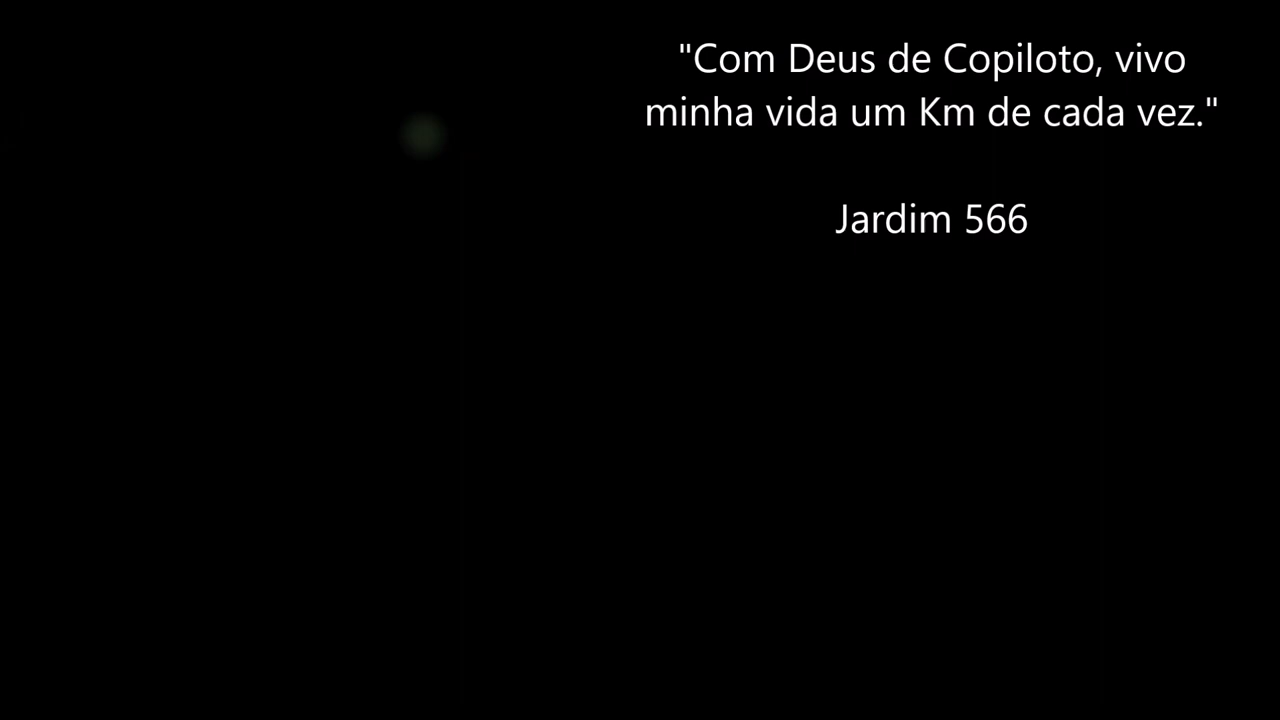 "Com Deus de Copiloto, vivo
minha vida um Km de cada vez."
Jardim 566